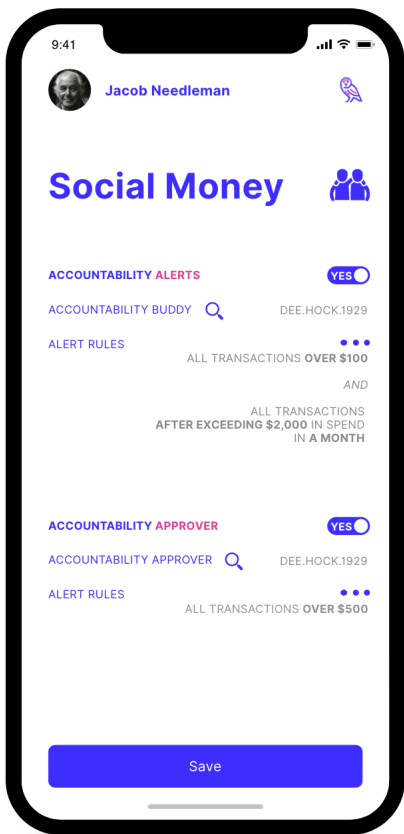 9:41
Jacob Needleman
Social Money
ACCOUNTABILITY ALERTS
YES
ACCOUNTABILITY BUDDY
DEE.HOCK.1929
ALERT RULES
ALL TRANSACTIONS OVER $100
AND
ALL TRANSACTIONS
AFTER EXCEEDING $2,000 IN SPEND
IN A MONTH
ACCOUNTABILITY APPROVER
YES
ACCOUNTABILITY APPROVER
DEE.HOCK.1929
ALERT RULES
ALL TRANSACTIONS OVER $500
Save